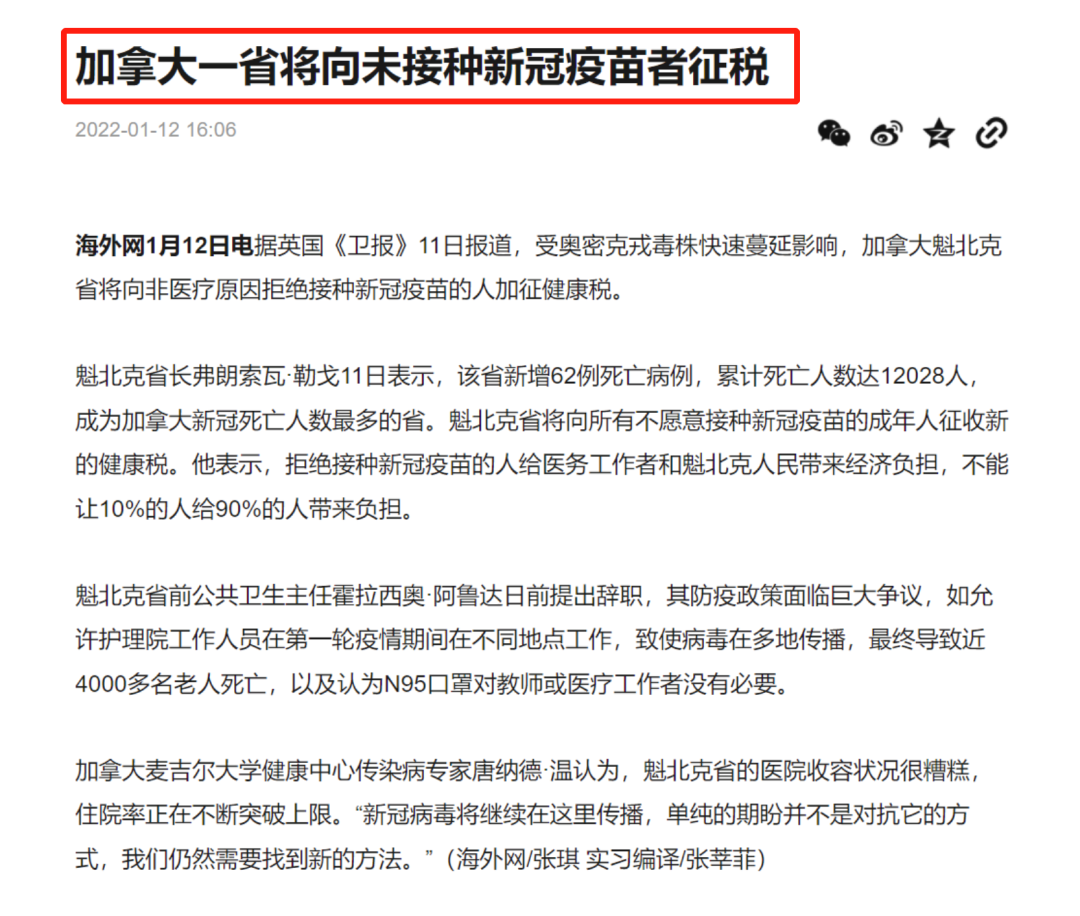 加拿大一省将向未接种新冠疫苗者征税
2022-01-12 16:06
海外网1月12日电据英国《卫报》11日报道，受奥密克戎毒株快速蔓延影响，加拿大魁北克
省将向非医疗原因拒绝接种新冠疫苗的人加征健康税。
魁北克省长弗朗索瓦·勒戈11日表示，该省新增62例死亡病例，累计死亡人数达12028人，
成为加拿大新冠死亡人数最多的省。魁北克省将向所有不愿意接种新冠疫苗的成年人征收新
的健康税。他表示，拒绝接种新冠疫苗的人给医务工作者和魁北克人民带来经济负担，不能
让10%的人给90%的人带来负担。
魁北克省前公共卫生主任霍拉西奥·阿鲁达日前提出辞职，其防疫政策面临巨大争议，如允
许护理院工作人员在第一轮疫情期间在不同地点工作，致使病毒在多地传播，最终导致近
4000多名老人死亡，以及认为N95口罩对教师或医疗工作者没有必要。
加拿大麦吉尔大学健康中心传染病专家唐纳德·温认为，魁北克省的医院收容状况很糟糕，
住院率正在不断突破上限。“新冠病毒将继续在这里传播，单纯的期盼并不是对抗它的方
式，我们仍然需要找到新的方法。”（海外网/张琪 实习编译/张莘菲）